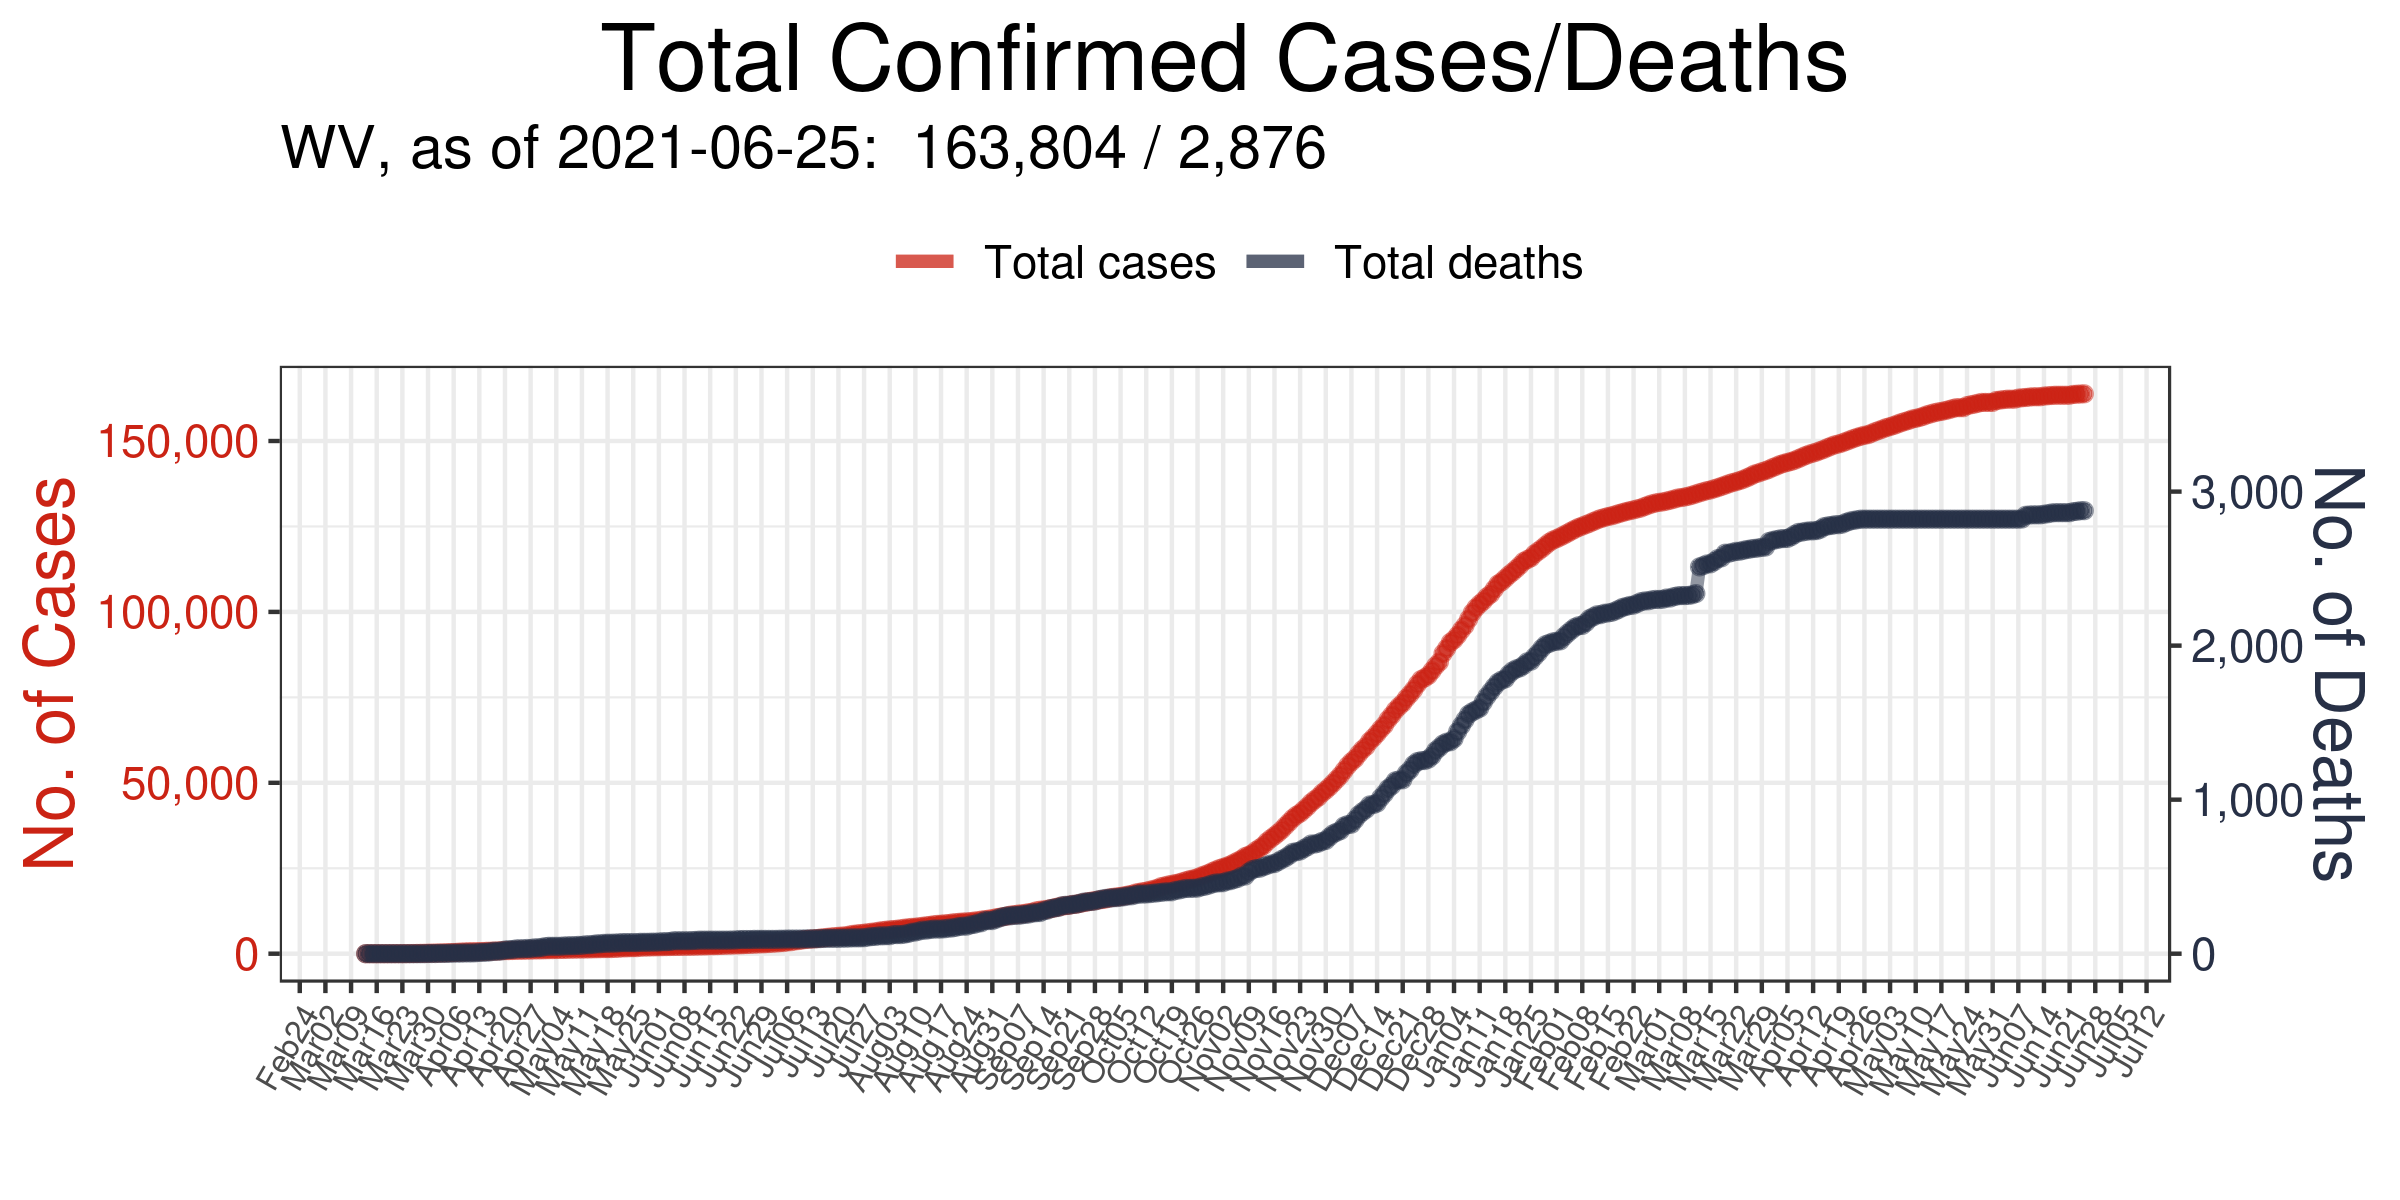 Total Confirmed Cases/Deaths
WV, as of 2021-06-25:  163,804 / 2,876
Total cases
Total deaths
No. of Cases
150,000
100,000
50,000
0
3,000
2,000
1,000
0
No. of Deaths
Feb24
Mar02
Mar09
Mar16
Mar23
Mar30
Apr06
Apr13
Apr20
Apr27
May04
May11
May18
May25
Jun01
Jun08
Jun15
Jun22
Jun29
Jul06
Jul13
Jul20
Jul27
Aug03
Aug10
Aug17
Aug24
Aug31
Sep07
Sep14
Sep21
Sep28
Oct05
Oct12
Oct19
Oct26
Nov02
Nov09
Nov16
Nov23
Nov30
Dec07
Dec14
Dec21
Dec28
Jan04
Jan11
Jan18
Jan25
Feb01
Feb08
Feb15
Feb22
Mar01
Mar08
Mar15
Mar22
Mar29
Apr05
Apr12
Apr19
Apr26
May03
May10
May17
May24
May31
Jun07
Jun14
Jun21
Jun28
Jul05
Jul12